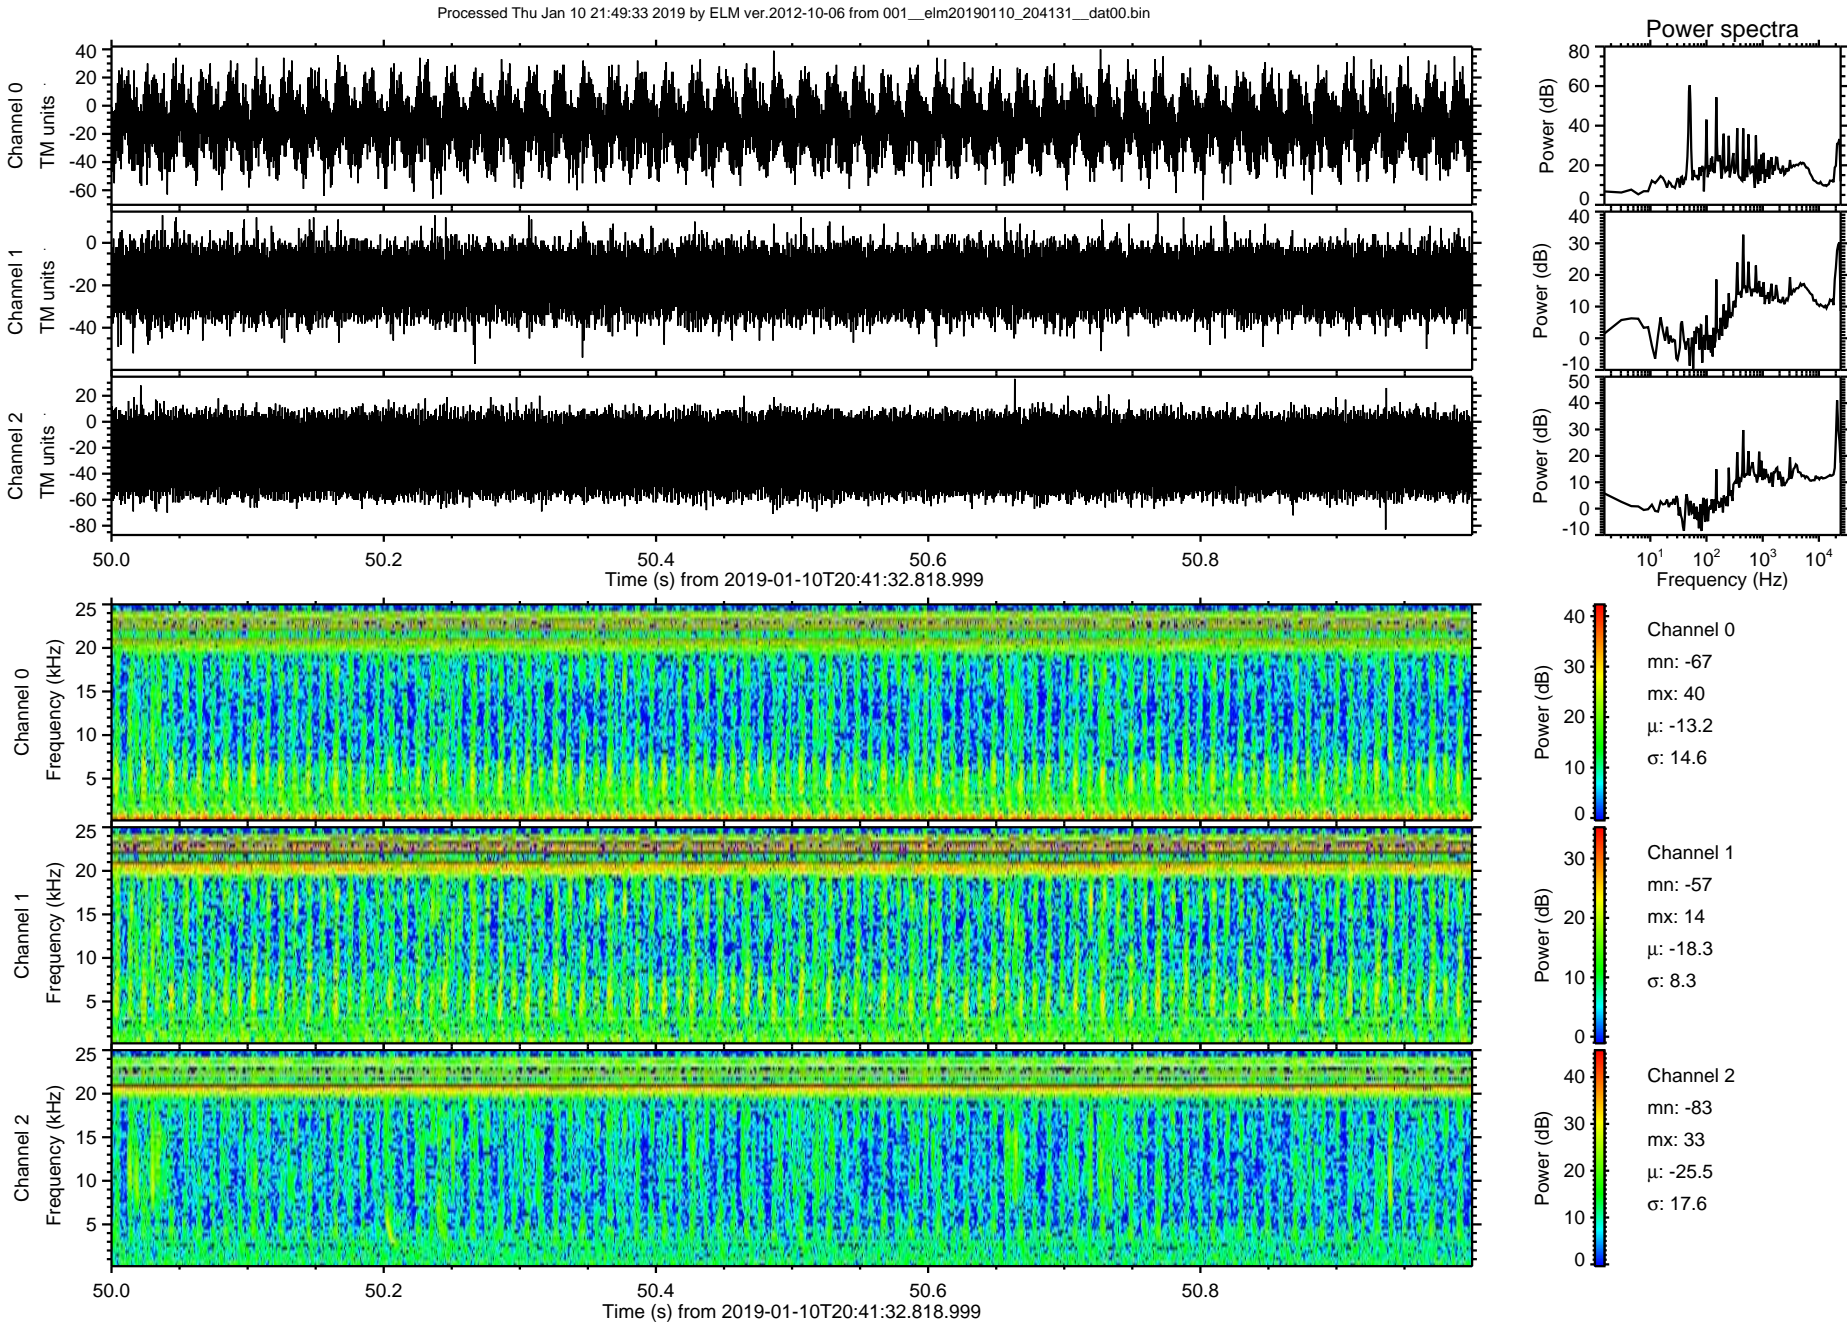 Processed Thu Jan 10 21:49:33 2019 by ELM ver.2012-10-06 from 001__elm20190110_204131__dat00.bin
Power spectra
Channel 0
TM units
40
20
0
-20
-40
-60
Power (dB)
80
60
40
20
0
Channel 1
TM units
0
-20
-40
Power (dB)
40
30
20
10
0
-10
Channel 2
TM units
20
0
-20
-40
-60
-80
Power (dB)
50
40
30
20
10
0
-10
50.0 50.2 50.4 50.6 50.8
Time (s) from 2019-01-10T20:41:32.818.999
10^1 10^2 10^3 10^4
Frequency (Hz)
Channel 0
Frequency (kHz)
25
20
15
10
5
Power (dB)
40
30
20
10
0
Channel 0
mn: -67
mx: 40
μ: -13.2
σ: 14.6
Channel 1
Frequency (kHz)
25
20
15
10
5
Power (dB)
30
20
10
0
Channel 1
mn: -57
mx: 14
μ: -18.3
σ: 8.3
Channel 2
Frequency (kHz)
25
20
15
10
5
Power (dB)
40
30
20
10
0
Channel 2
mn: -83
mx: 33
μ: -25.5
σ: 17.6
50.0 50.2 50.4 50.6 50.8
Time (s) from 2019-01-10T20:41:32.818.999